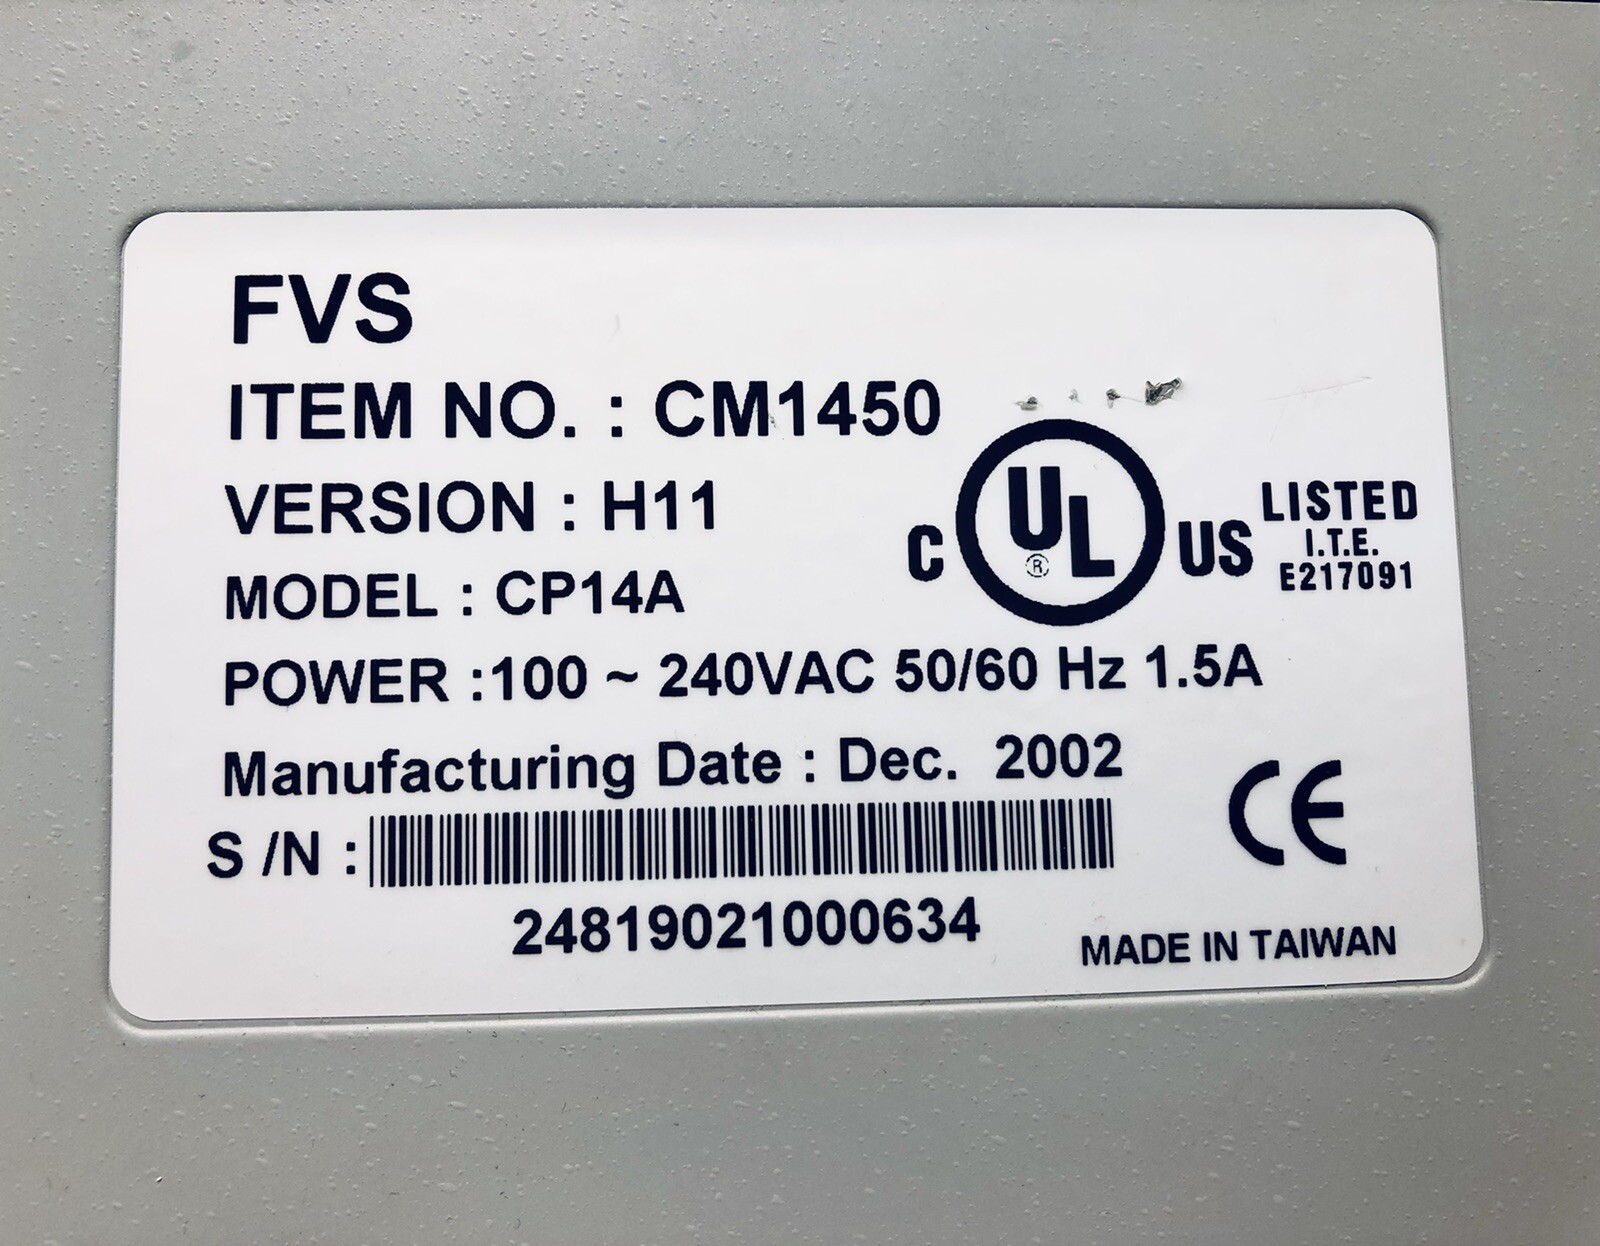 FVS
ITEM NO. : CM1450
VERSION : H11
MODEL : CP14A
C UL ® US LISTED
I.T.E.
E217091
POWER :100 ~ 240VAC 50/60 Hz 1.5A
Manufacturing Date : Dec. 2002
S /N :
24819021000634
CE
MADE IN TAIWAN